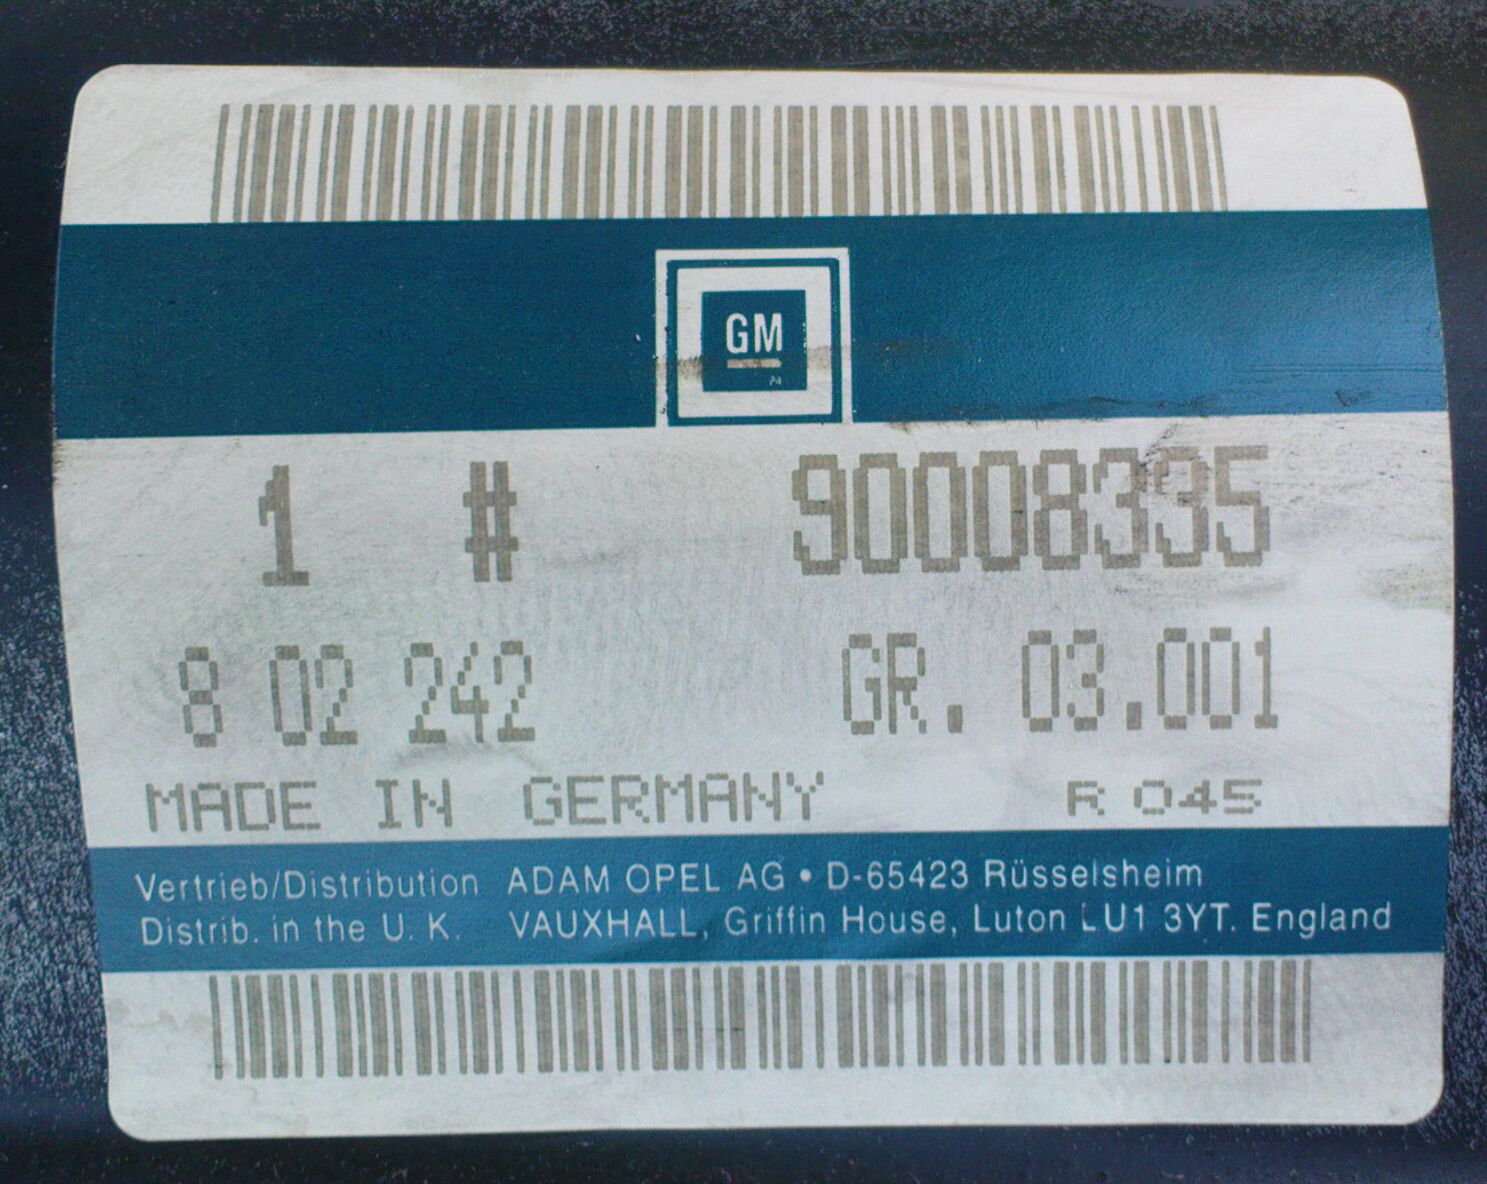 GM
1 # 90008335
8 02 242 GR. 03.001
MADE IN GERMANY R 045
Vertrieb/Distribution ADAM OPEL AG • D-65423 Rüsselsheim
Distrib. in the U. K. VAUXHALL, Griffin House, Luton LU1 3YT. England